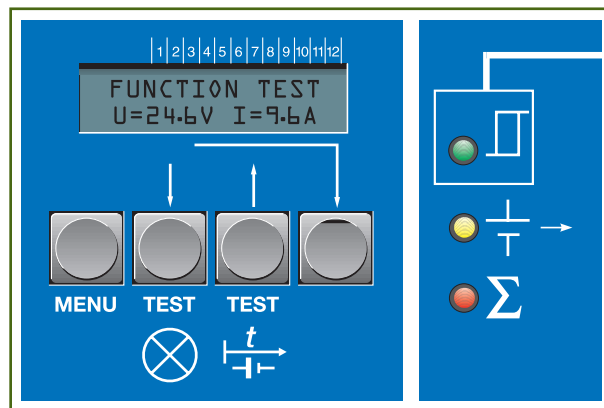 1 2 3 4 5 6 7 8 9 10 11 12
FUNCTION TEST
U=24.6V I=9.6A
MENU TEST TEST
t
Σ